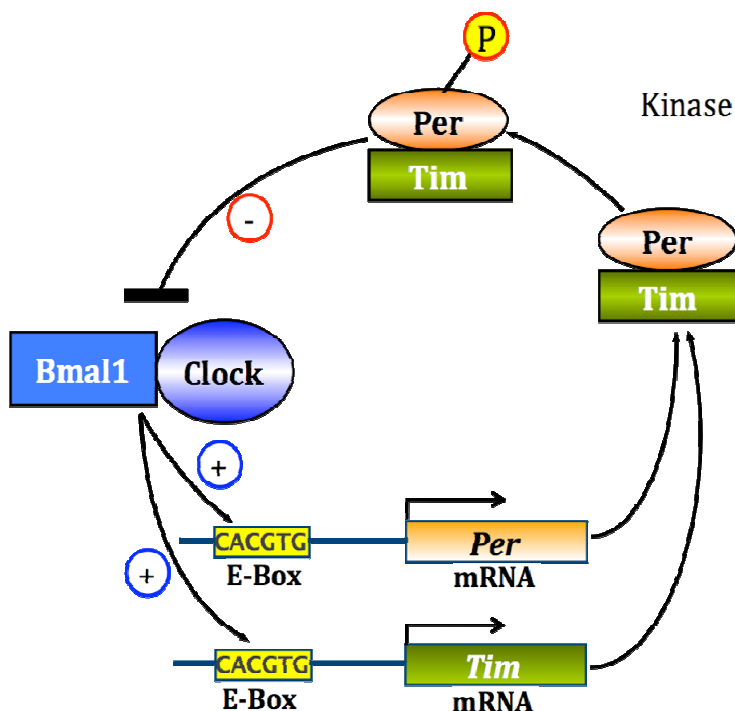 P
Per
Tim
Kinase
Per
Tim
-
Bmal1
Clock
+
CACGTG
E-Box
Per
mRNA
+
CACGTG
E-Box
Tim
mRNA